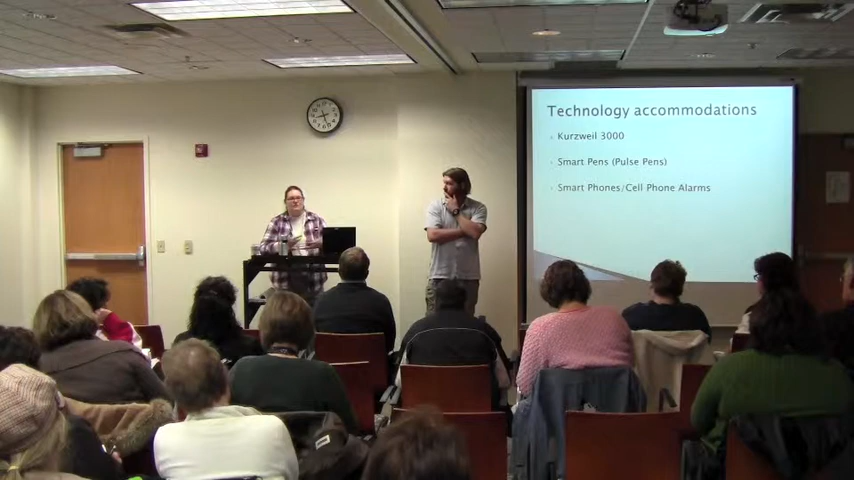 Technology accommodations
Kurzweil 3000
Smart Pens (Pulse Pens)
Smart Phones/Cell Phone Alarms